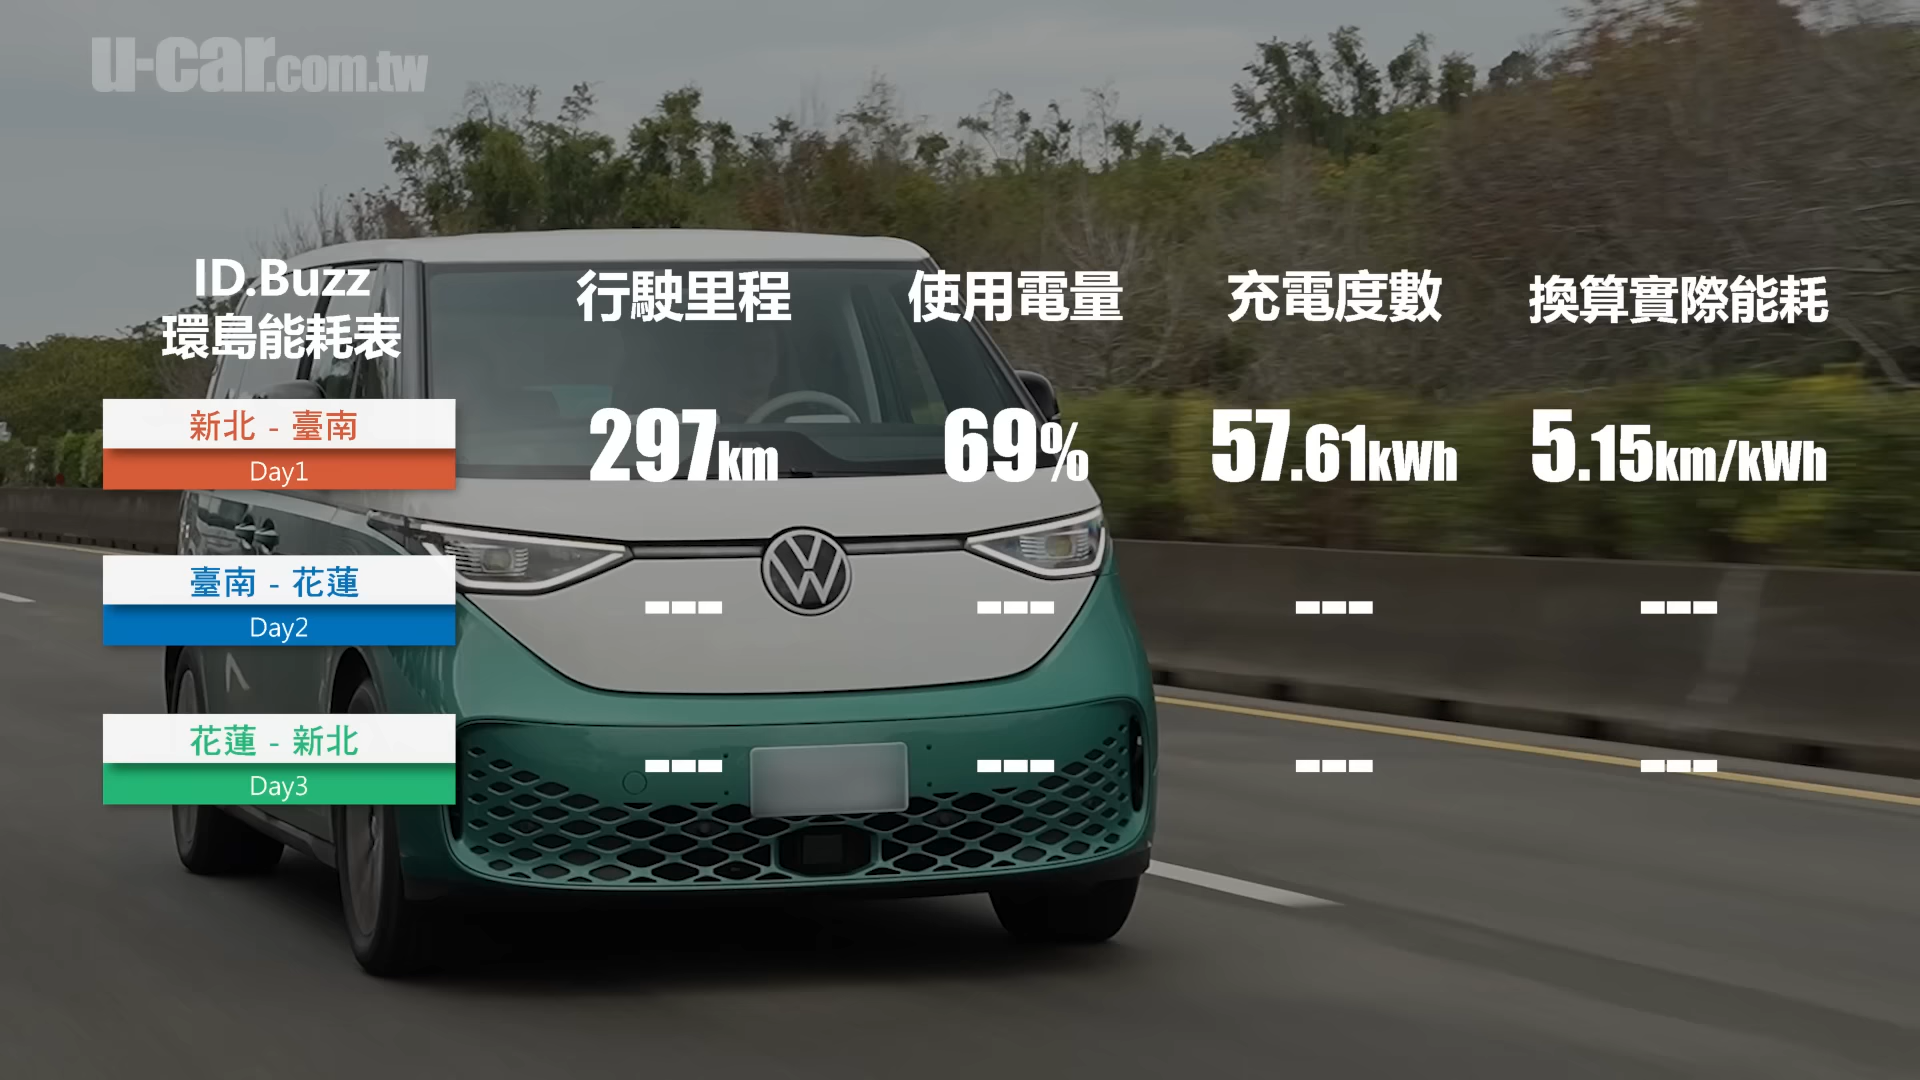 u-car.com.tw
ID.Buzz
環島能耗表
行駛里程 使用電量 充電度數 換算實際能耗
新北 - 臺南
Day1
297km 69% 57.61kWh 5.15km/kWh
臺南 - 花蓮
Day2
--- --- --- ---
花蓮 - 新北
Day3
--- --- --- ---